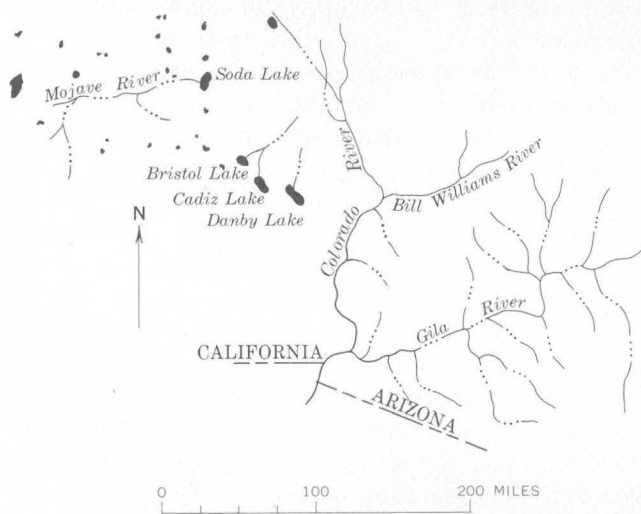 Mojave River
Soda Lake
Bristol Lake
Cadiz Lake
Danby Lake
N
Colorado River
Bill Williams River
Gila River
CALIFORNIA
ARIZONA
0 100 200 MILES